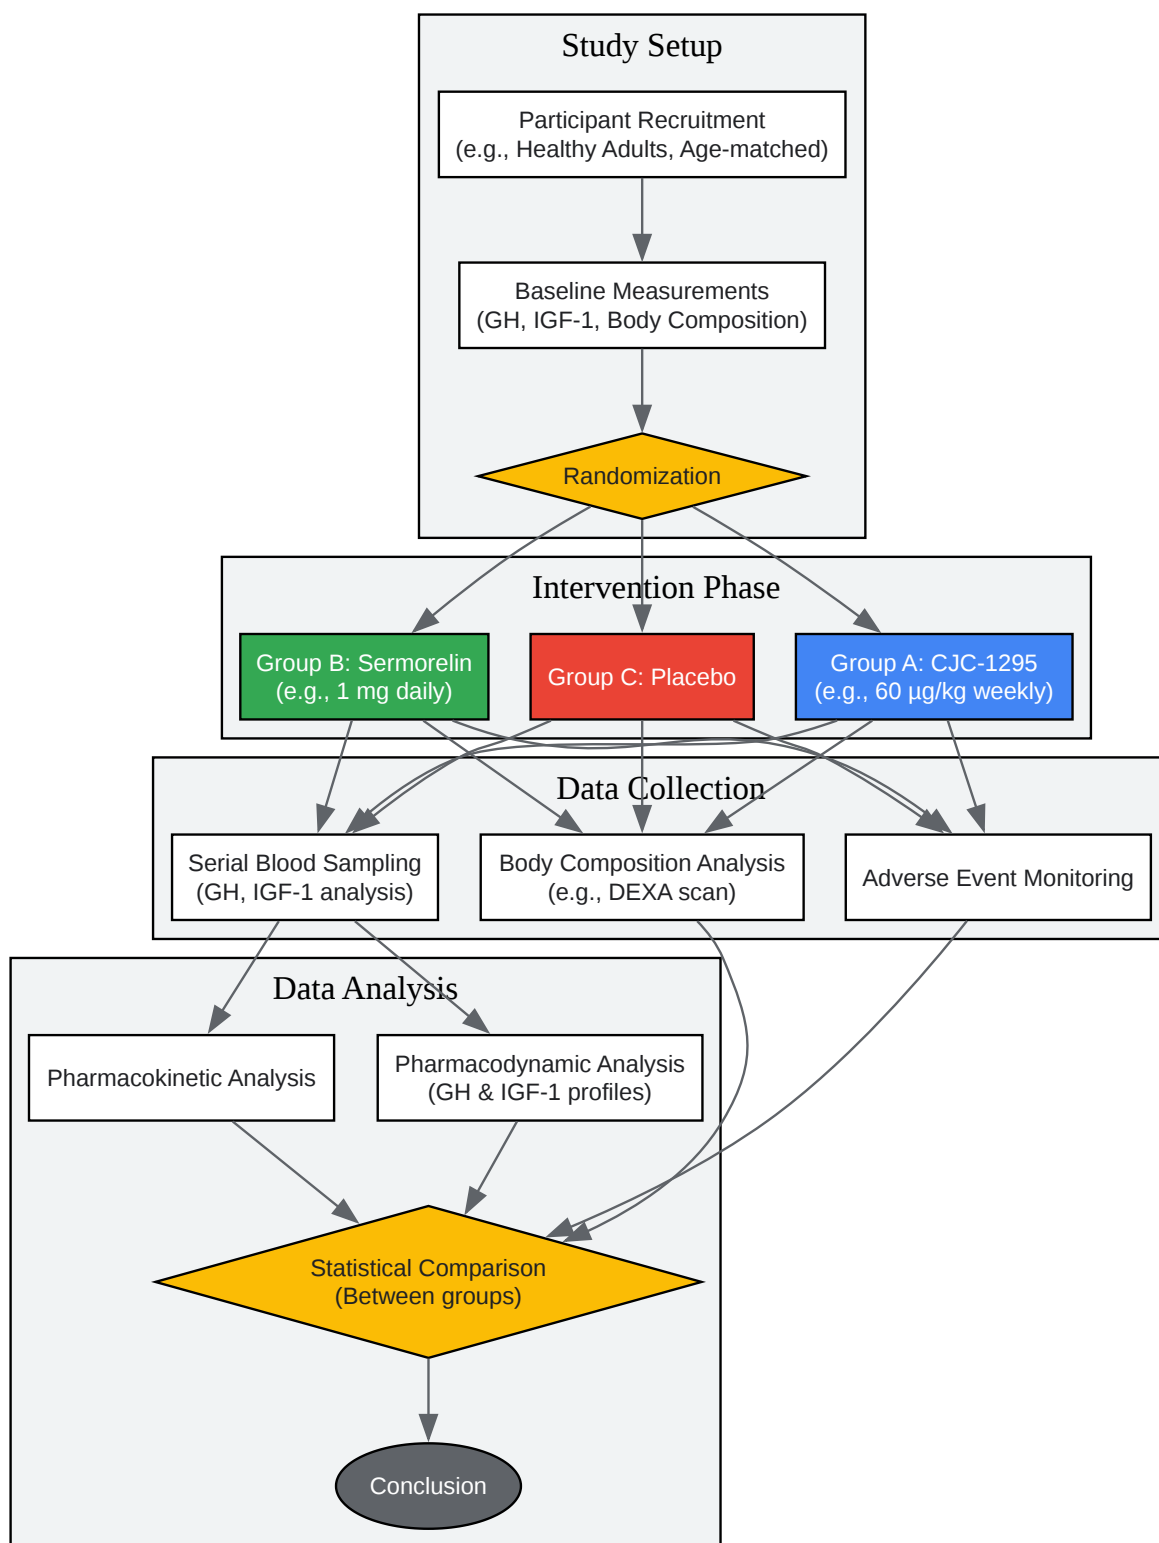 Study Setup
Participant Recruitment
(e.g., Healthy Adults, Age-matched)
Baseline Measurements
(GH, IGF-1, Body Composition)
Randomization
Intervention Phase
Group B: Sermorelin
(e.g., 1 mg daily)
Group C: Placebo
Group A: CJC-1295
(e.g., 60 µg/kg weekly)
Data Collection
Serial Blood Sampling
(GH, IGF-1 analysis)
Body Composition Analysis
(e.g., DEXA scan)
Adverse Event Monitoring
Data Analysis
Pharmacokinetic Analysis
Pharmacodynamic Analysis
(GH & IGF-1 profiles)
Statistical Comparison
(Between groups)
Conclusion